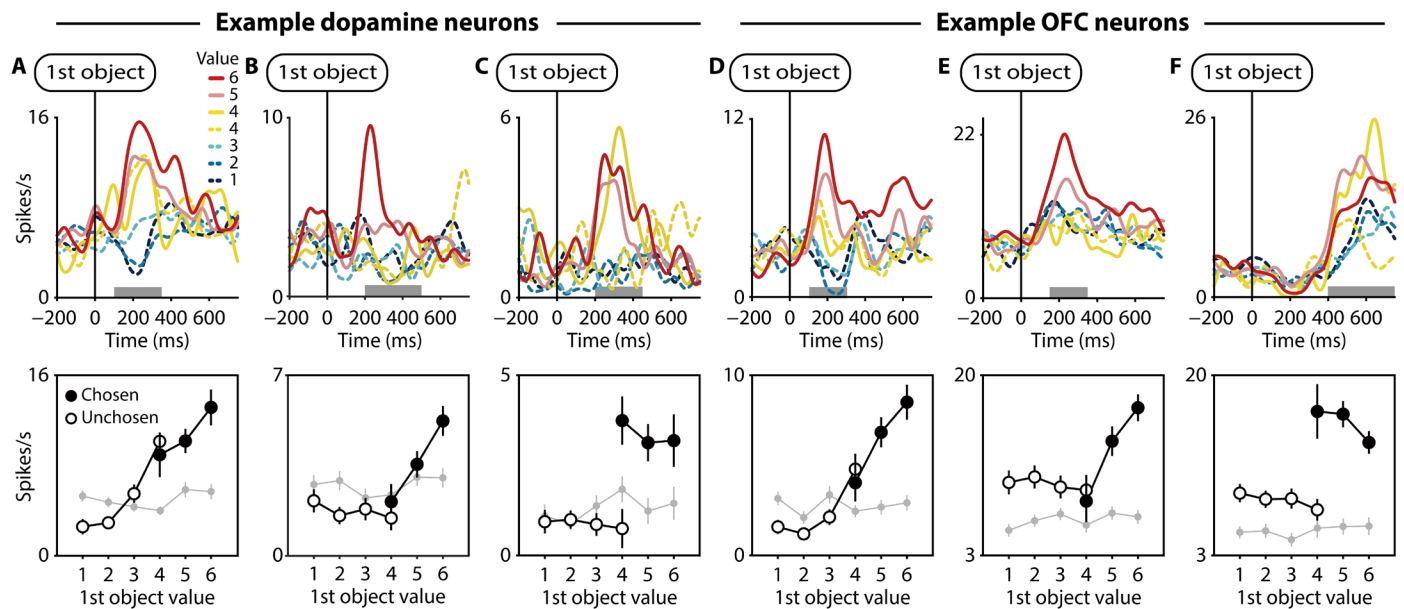 Example dopamine neurons
Example OFC neurons
A 1st object
Value
6
5
4
4
3
2
1
B 1st object
C 1st object
D 1st object
E 1st object
F 1st object
Spikes/s
16
0
−200 0 200 400 600
Time (ms)
10
0
−200 0 200 400 600
Time (ms)
6
0
−200 0 200 400 600
Time (ms)
12
0
−200 0 200 400 600
Time (ms)
22
0
−200 0 200 400 600
Time (ms)
26
0
−200 0 200 400 600
Time (ms)
Spikes/s
16
Chosen
Unchosen
0
1 2 3 4 5 6
1st object value
7
0
1 2 3 4 5 6
1st object value
5
0
1 2 3 4 5 6
1st object value
10
0
1 2 3 4 5 6
1st object value
20
3
1 2 3 4 5 6
1st object value
20
3
1 2 3 4 5 6
1st object value